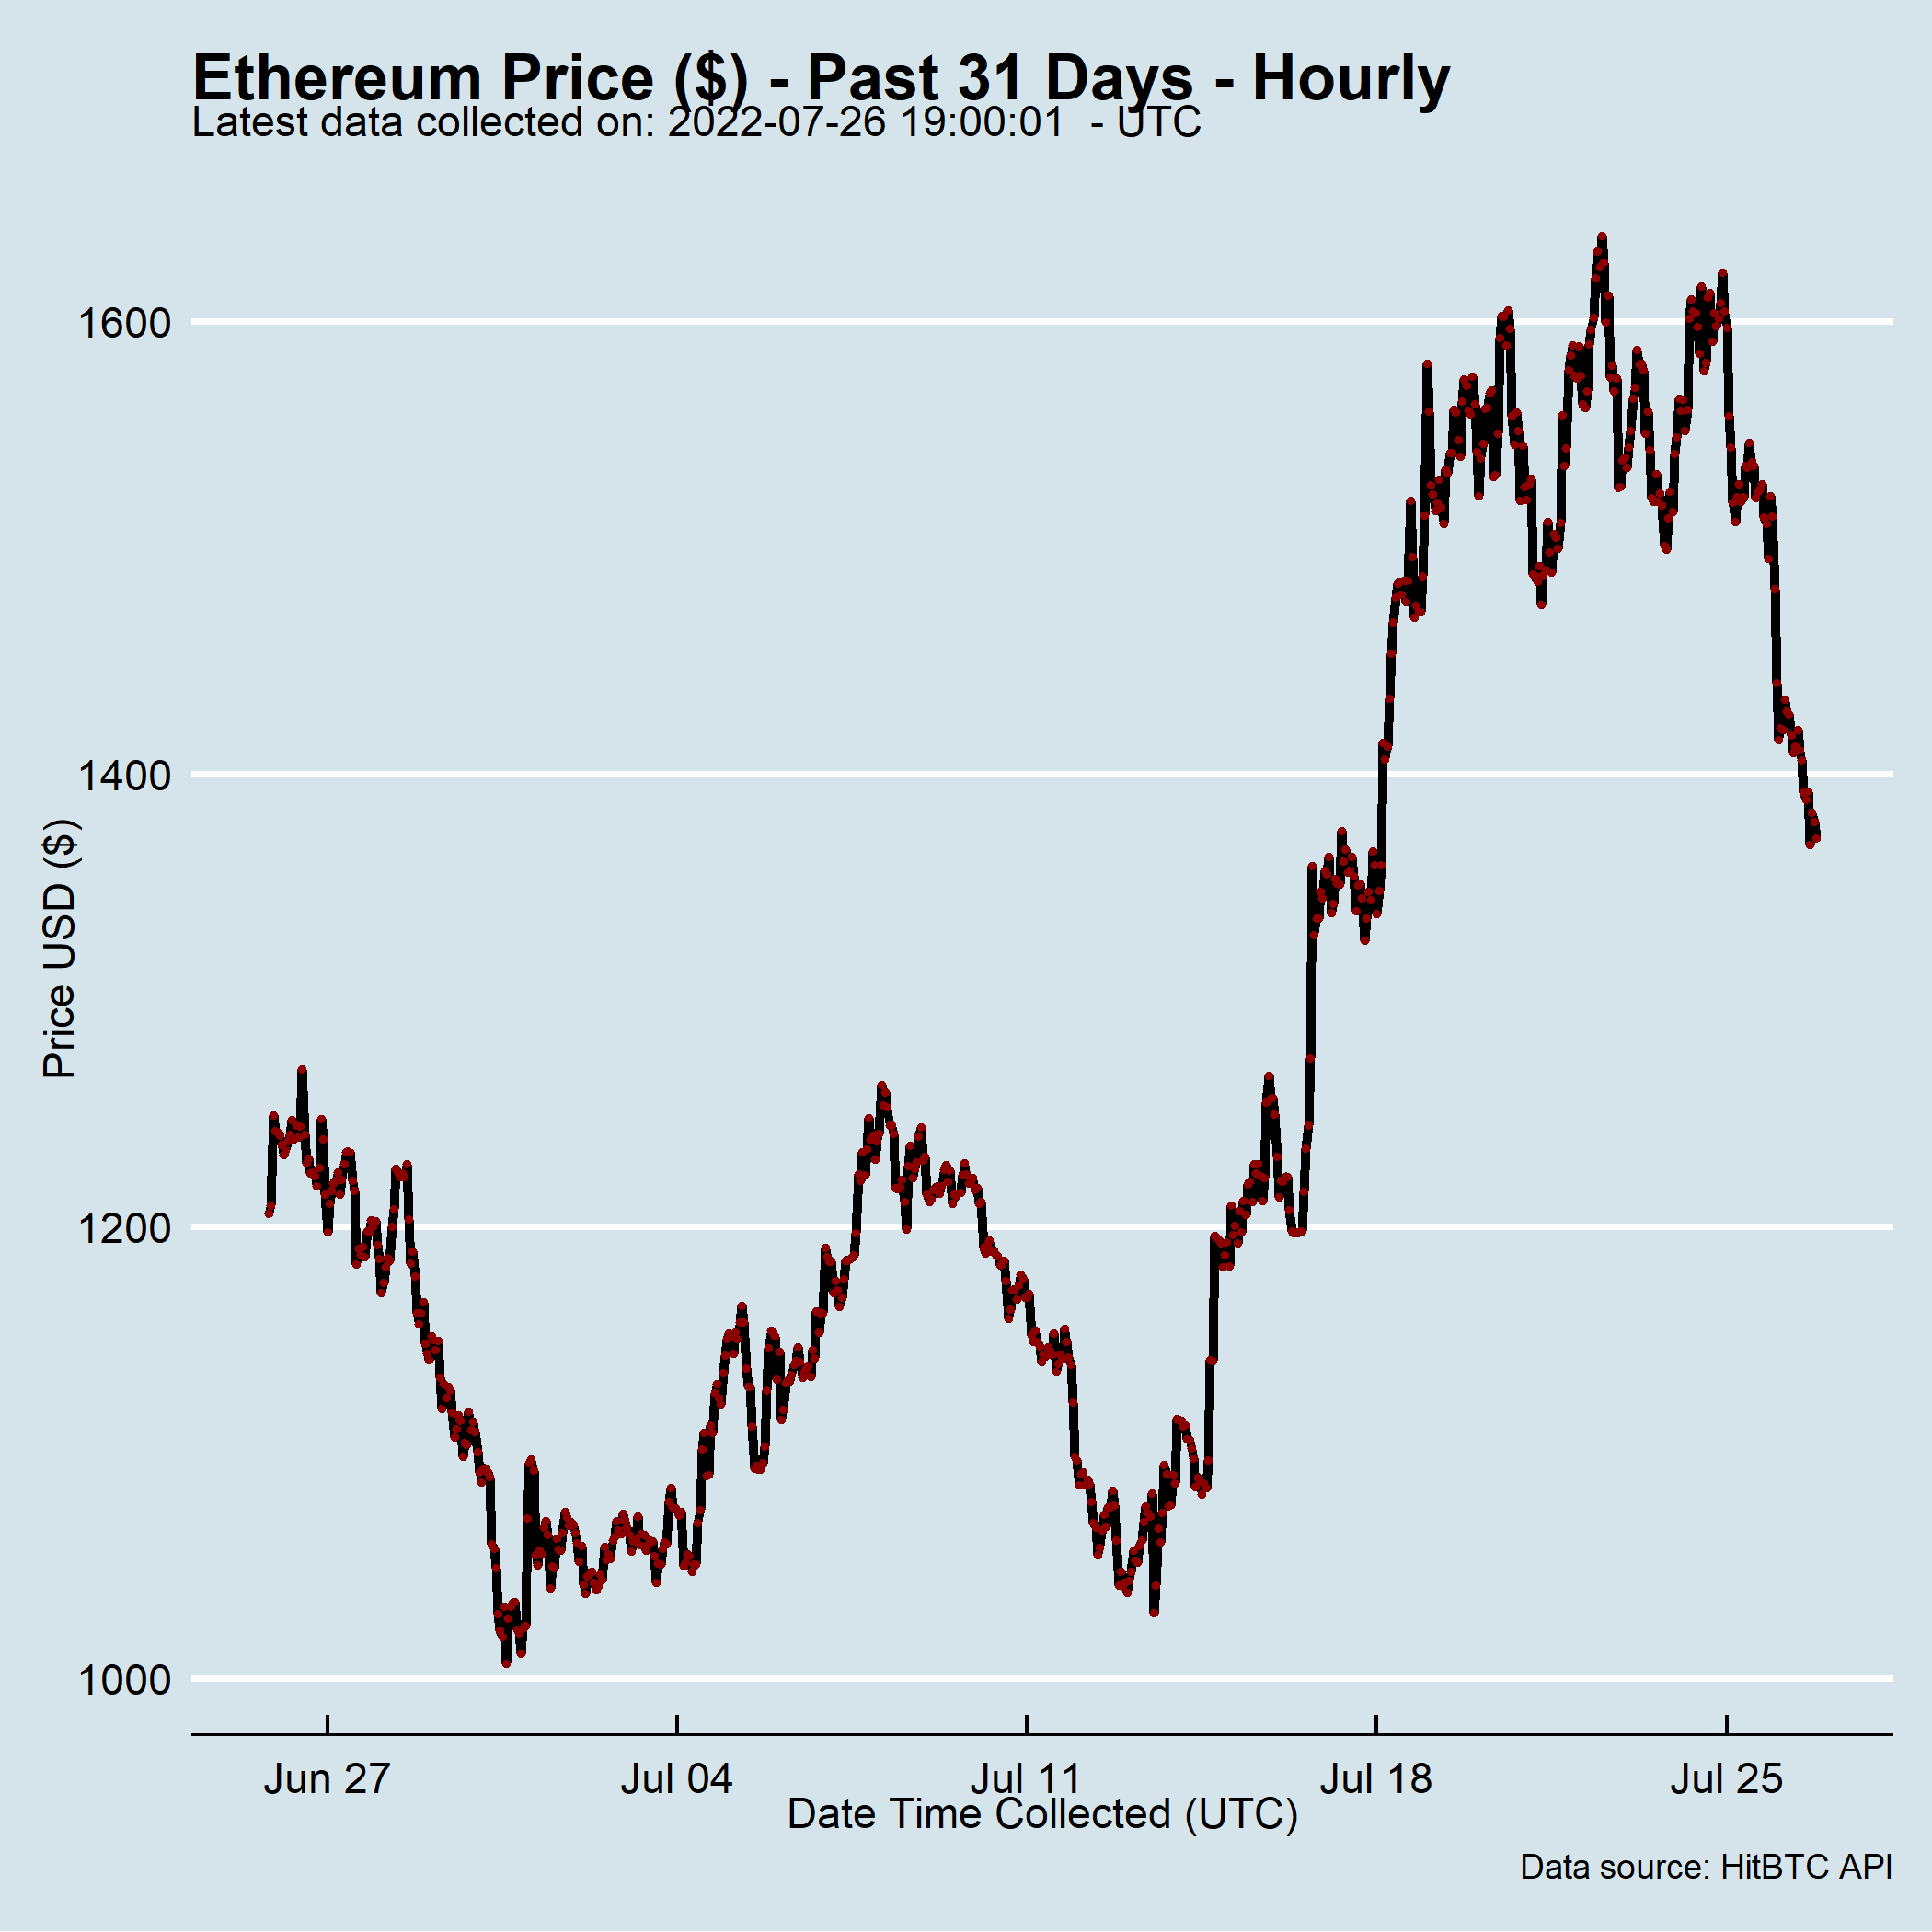 Ethereum Price ($) - Past 31 Days - Hourly
Latest data collected on: 2022-07-26 19:00:01  - UTC
1600
1400
1200
1000
Price USD ($)
Jun 27
Jul 04
Jul 11
Jul 18
Jul 25
Date Time Collected (UTC)
Data source: HitBTC API